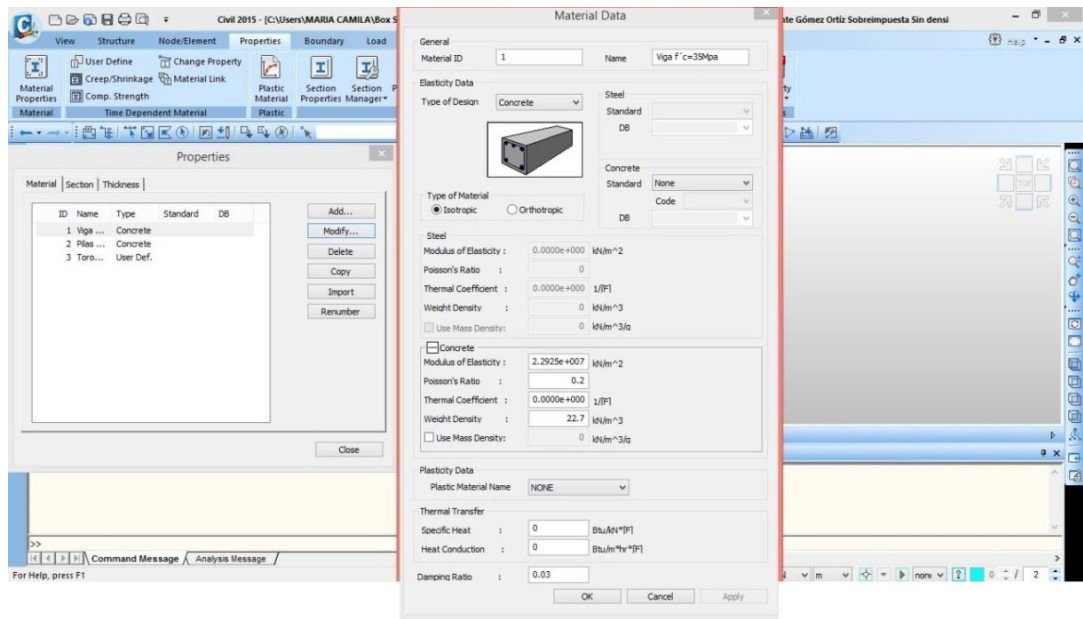 Civil 2015 - [C:\Users\MARIA CAMILA\Box S
Material Data
te Gómez Ortíz Sobreimpuesta Sin densi
View Structure Node/Element Properties Boundary Load
Help
Material Properties
User Define
Creep/Shrinkage
Comp. Strength
Change Property
Material Link
Plastic Material
Section Properties
Section Manager
Material Time Dependent Material Plastic
Properties
Material Section Thickness
ID Name Type Standard DB
1 Viga ... Concrete
2 Pilas ... Concrete
3 Toro... User Def.
Add...
Modify...
Delete
Copy
Import
Renumber
Close
General
Material ID 1 Name Viga f´c=35Mpa
Elasticity Data
Type of Design Concrete
Steel
Standard
DB
Concrete
Standard None
Code
DB
Type of Material
Isotropic Orthotropic
Steel
Modulus of Elasticity : 0.0000e+000 kN/m^2
Poisson's Ratio : 0
Thermal Coefficient : 0.0000e+000 1/[F]
Weight Density : 0 kN/m^3
Use Mass Density: 0 kN/m^3/g
Concrete
Modulus of Elasticity : 2.2925e+007 kN/m^2
Poisson's Ratio : 0.2
Thermal Coefficient : 0.0000e+000 1/[F]
Weight Density : 22.7 kN/m^3
Use Mass Density: 0 kN/m^3/g
Plasticity Data
Plastic Material Name NONE
Thermal Transfer
Specific Heat : 0 Btu/kN*[F]
Heat Conduction : 0 Btu/m*hr*[F]
Damping Ratio : 0.03
OK Cancel Apply
TOP
>>
Command Message Analysis Message
For Help, press F1
m non 0 / 2